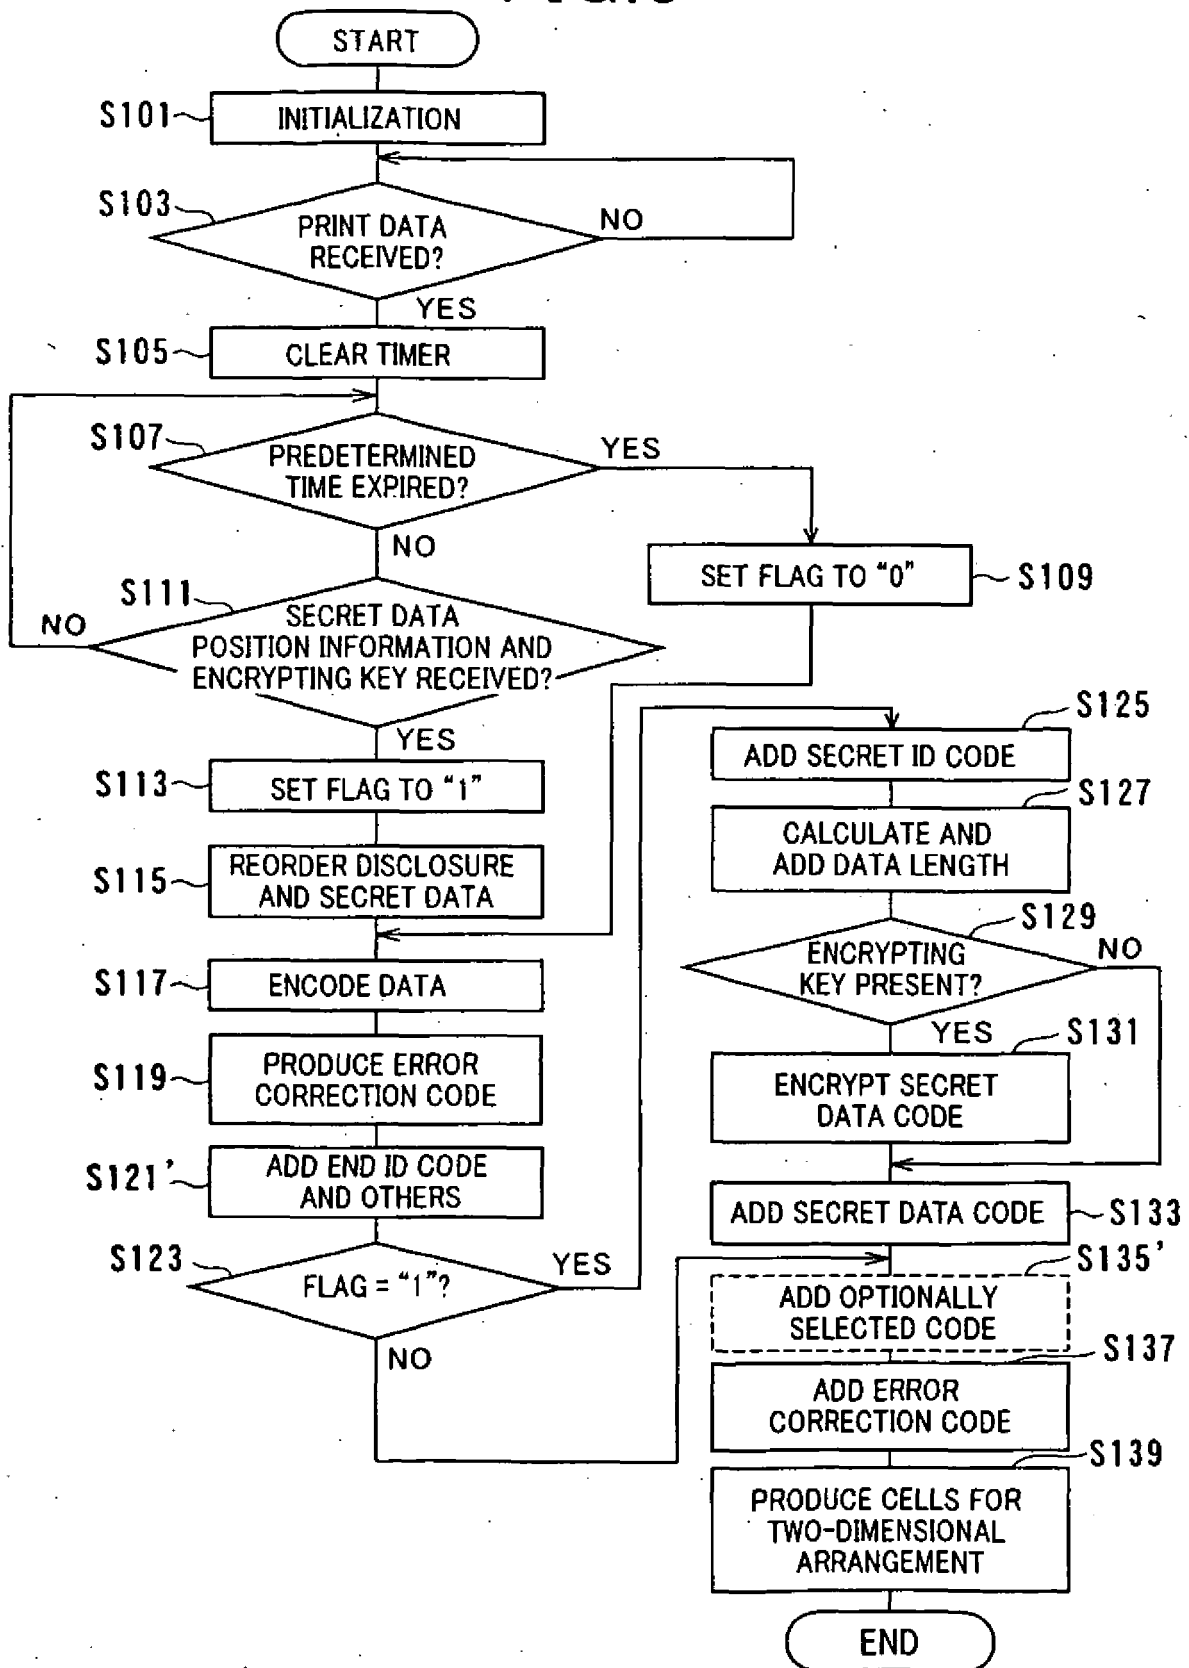 START
S101
INITIALIZATION
S103
PRINT DATA
RECEIVED?
NO
YES
S105
CLEAR TIMER
S107
PREDETERMINED
TIME EXPIRED?
YES
NO
SET FLAG TO “0”
S109
S111
SECRET DATA
POSITION INFORMATION AND
ENCRYPTING KEY RECEIVED?
NO
YES
S113
SET FLAG TO “1”
S115
REORDER DISCLOSURE
AND SECRET DATA
S117
ENCODE DATA
S119
PRODUCE ERROR
CORRECTION CODE
S121'
ADD END ID CODE
AND OTHERS
S123
FLAG = “1”?
YES
NO
S125
ADD SECRET ID CODE
S127
CALCULATE AND
ADD DATA LENGTH
S129
ENCRYPTING
KEY PRESENT?
NO
YES
S131
ENCRYPT SECRET
DATA CODE
ADD SECRET DATA CODE
S133
S135'
ADD OPTIONALLY
SELECTED CODE
S137
ADD ERROR
CORRECTION CODE
S139
PRODUCE CELLS FOR
TWO-DIMENSIONAL
ARRANGEMENT
END